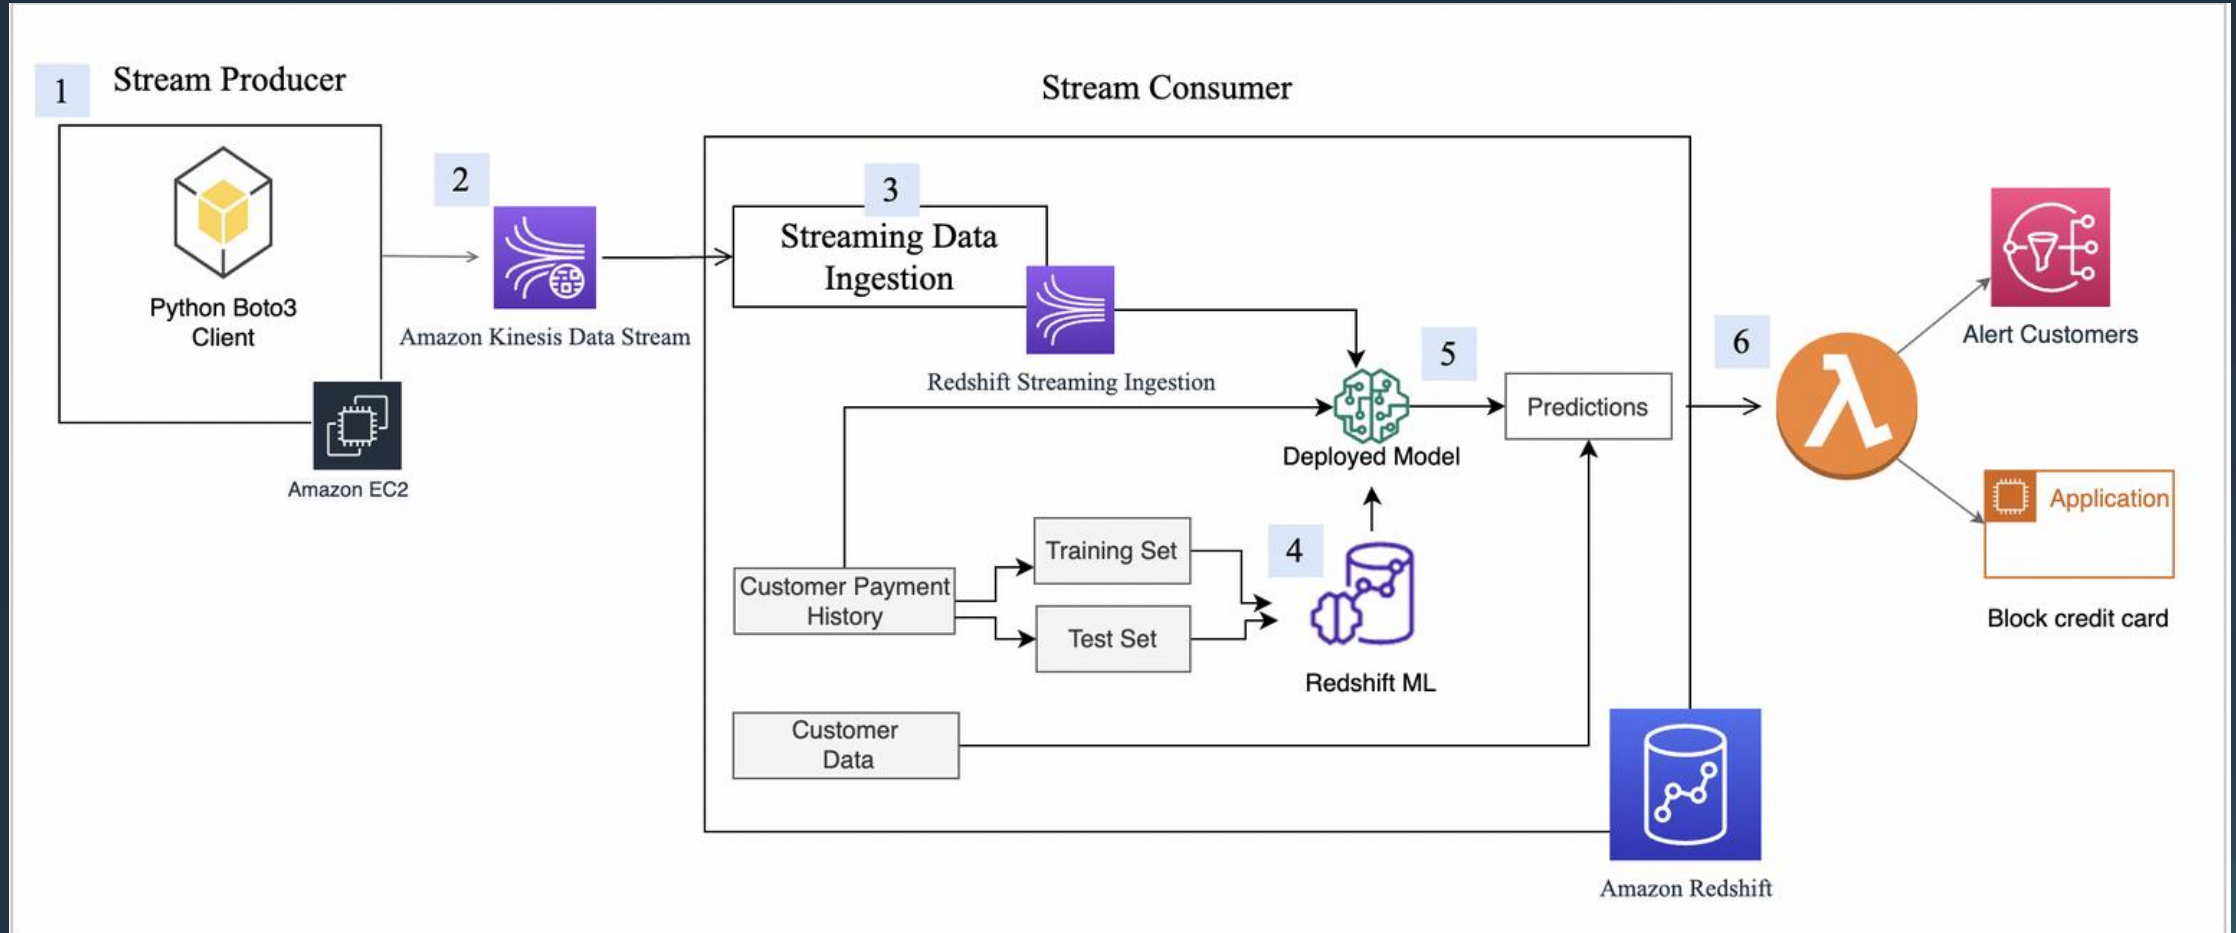 1
Stream Producer
Python Boto3
Client
Amazon EC2
2
Amazon Kinesis Data Stream
Stream Consumer
3
Streaming Data
Ingestion
Redshift Streaming Ingestion
Customer Payment
History
Training Set
Test Set
4
Redshift ML
Deployed Model
5
Predictions
Customer
Data
Amazon Redshift
6
Alert Customers
Application
Block credit card